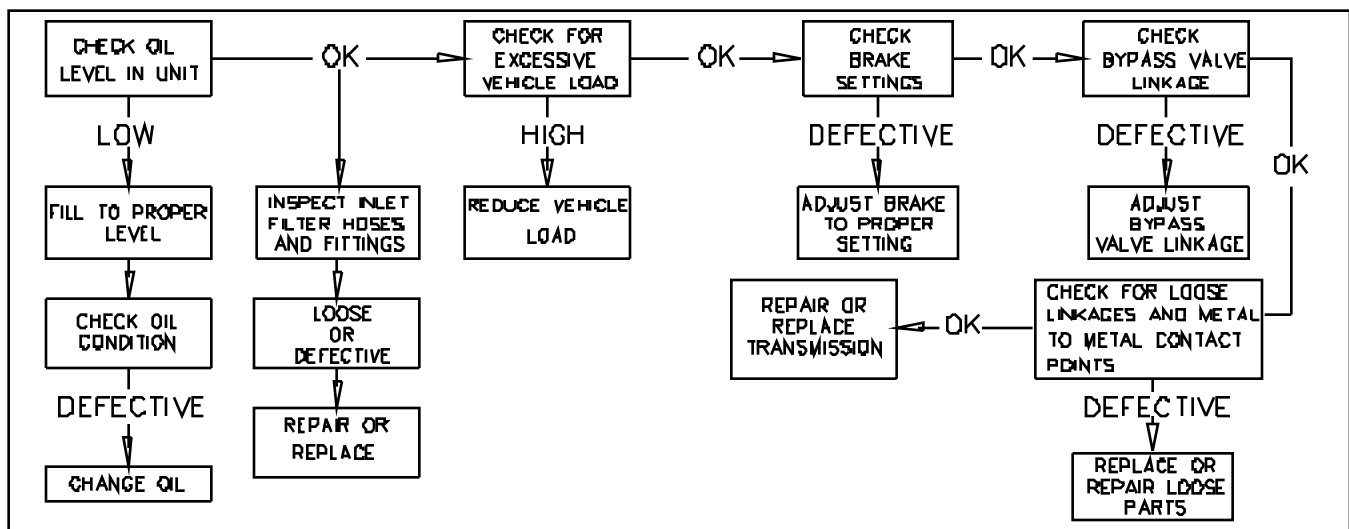 CHECK OIL
LEVEL IN UNIT
OK
CHECK FOR
EXCESSIVE
VEHICLE LOAD
OK
CHECK
BRAKE
SETTINGS
OK
CHECK
BYPASS VALVE
LINKAGE
OK
LOW
HIGH
DEFECTIVE
DEFECTIVE
FILL TO PROPER
LEVEL
INSPECT INLET
FILTER HOSES
AND FITTINGS
REDUCE VEHICLE
LOAD
ADJUST BRAKE
TO PROPER
SETTING
ADJUST
BYPASS
VALVE LINKAGE
CHECK OIL
CONDITION
LOOSE
OR
DEFECTIVE
REPAIR OR
REPLACE
TRANSMISSION
OK
CHECK FOR LOOSE
LINKAGES AND METAL
TO METAL CONTACT
POINTS
DEFECTIVE
REPAIR OR
REPLACE
DEFECTIVE
CHANGE OIL
REPLACE OR
REPAIR LOOSE
PARTS